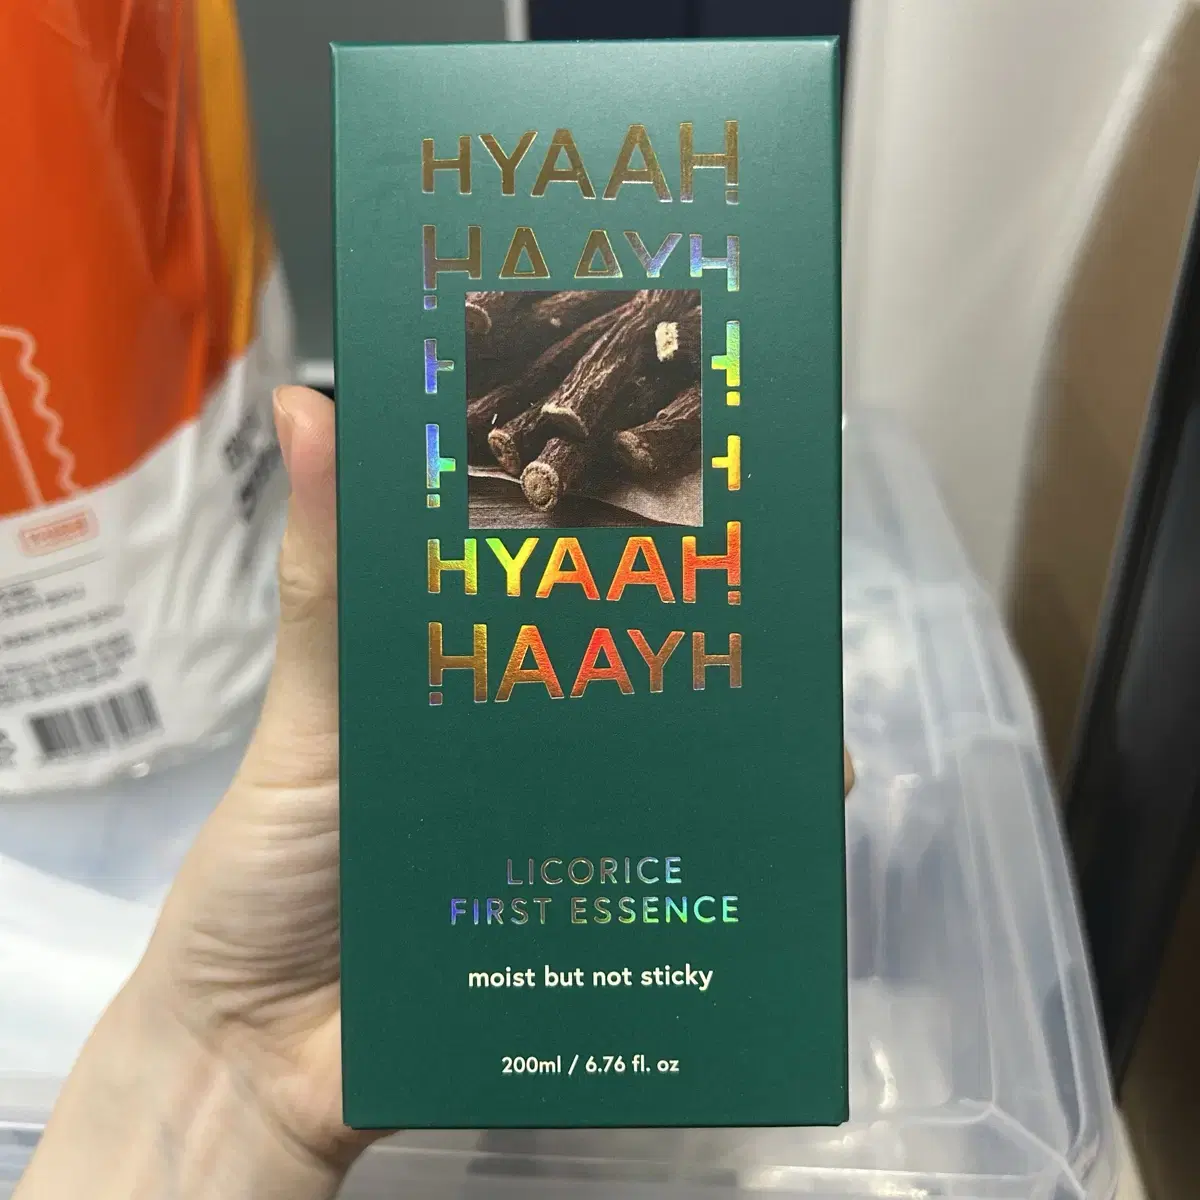 HYAAH!
HAAYH
HYAAH!
HAAYH
LICORICE
FIRST ESSENCE
moist but not sticky
200ml / 6.76 fl. oz